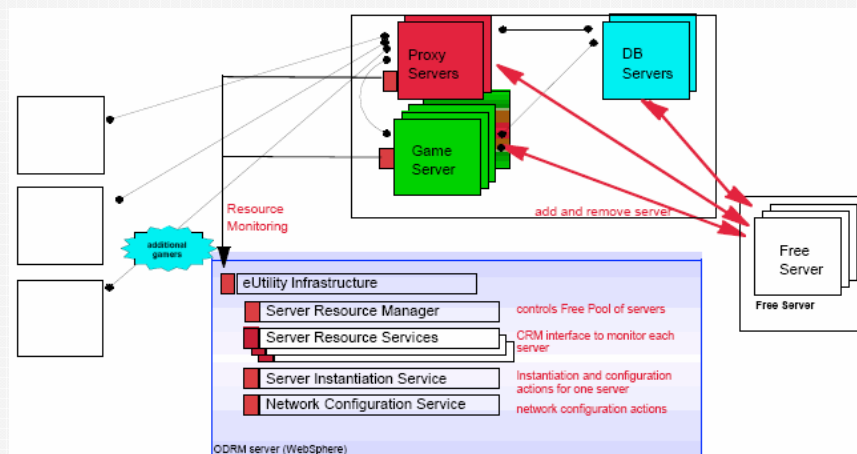 Proxy
Servers
DB
Servers
Game
Server
Resource
Monitoring
add and remove server
additional
gamers
Free
Server
Free Server
eUtility Infrastructure
Server Resource Manager
controls Free Pool of servers
Server Resource Services
CRM interface to monitor each
server
Server Instantiation Service
Instantiation and configuration
actions for one server
Network Configuration Service
network configuration actions
ODRM server (WebSphere)